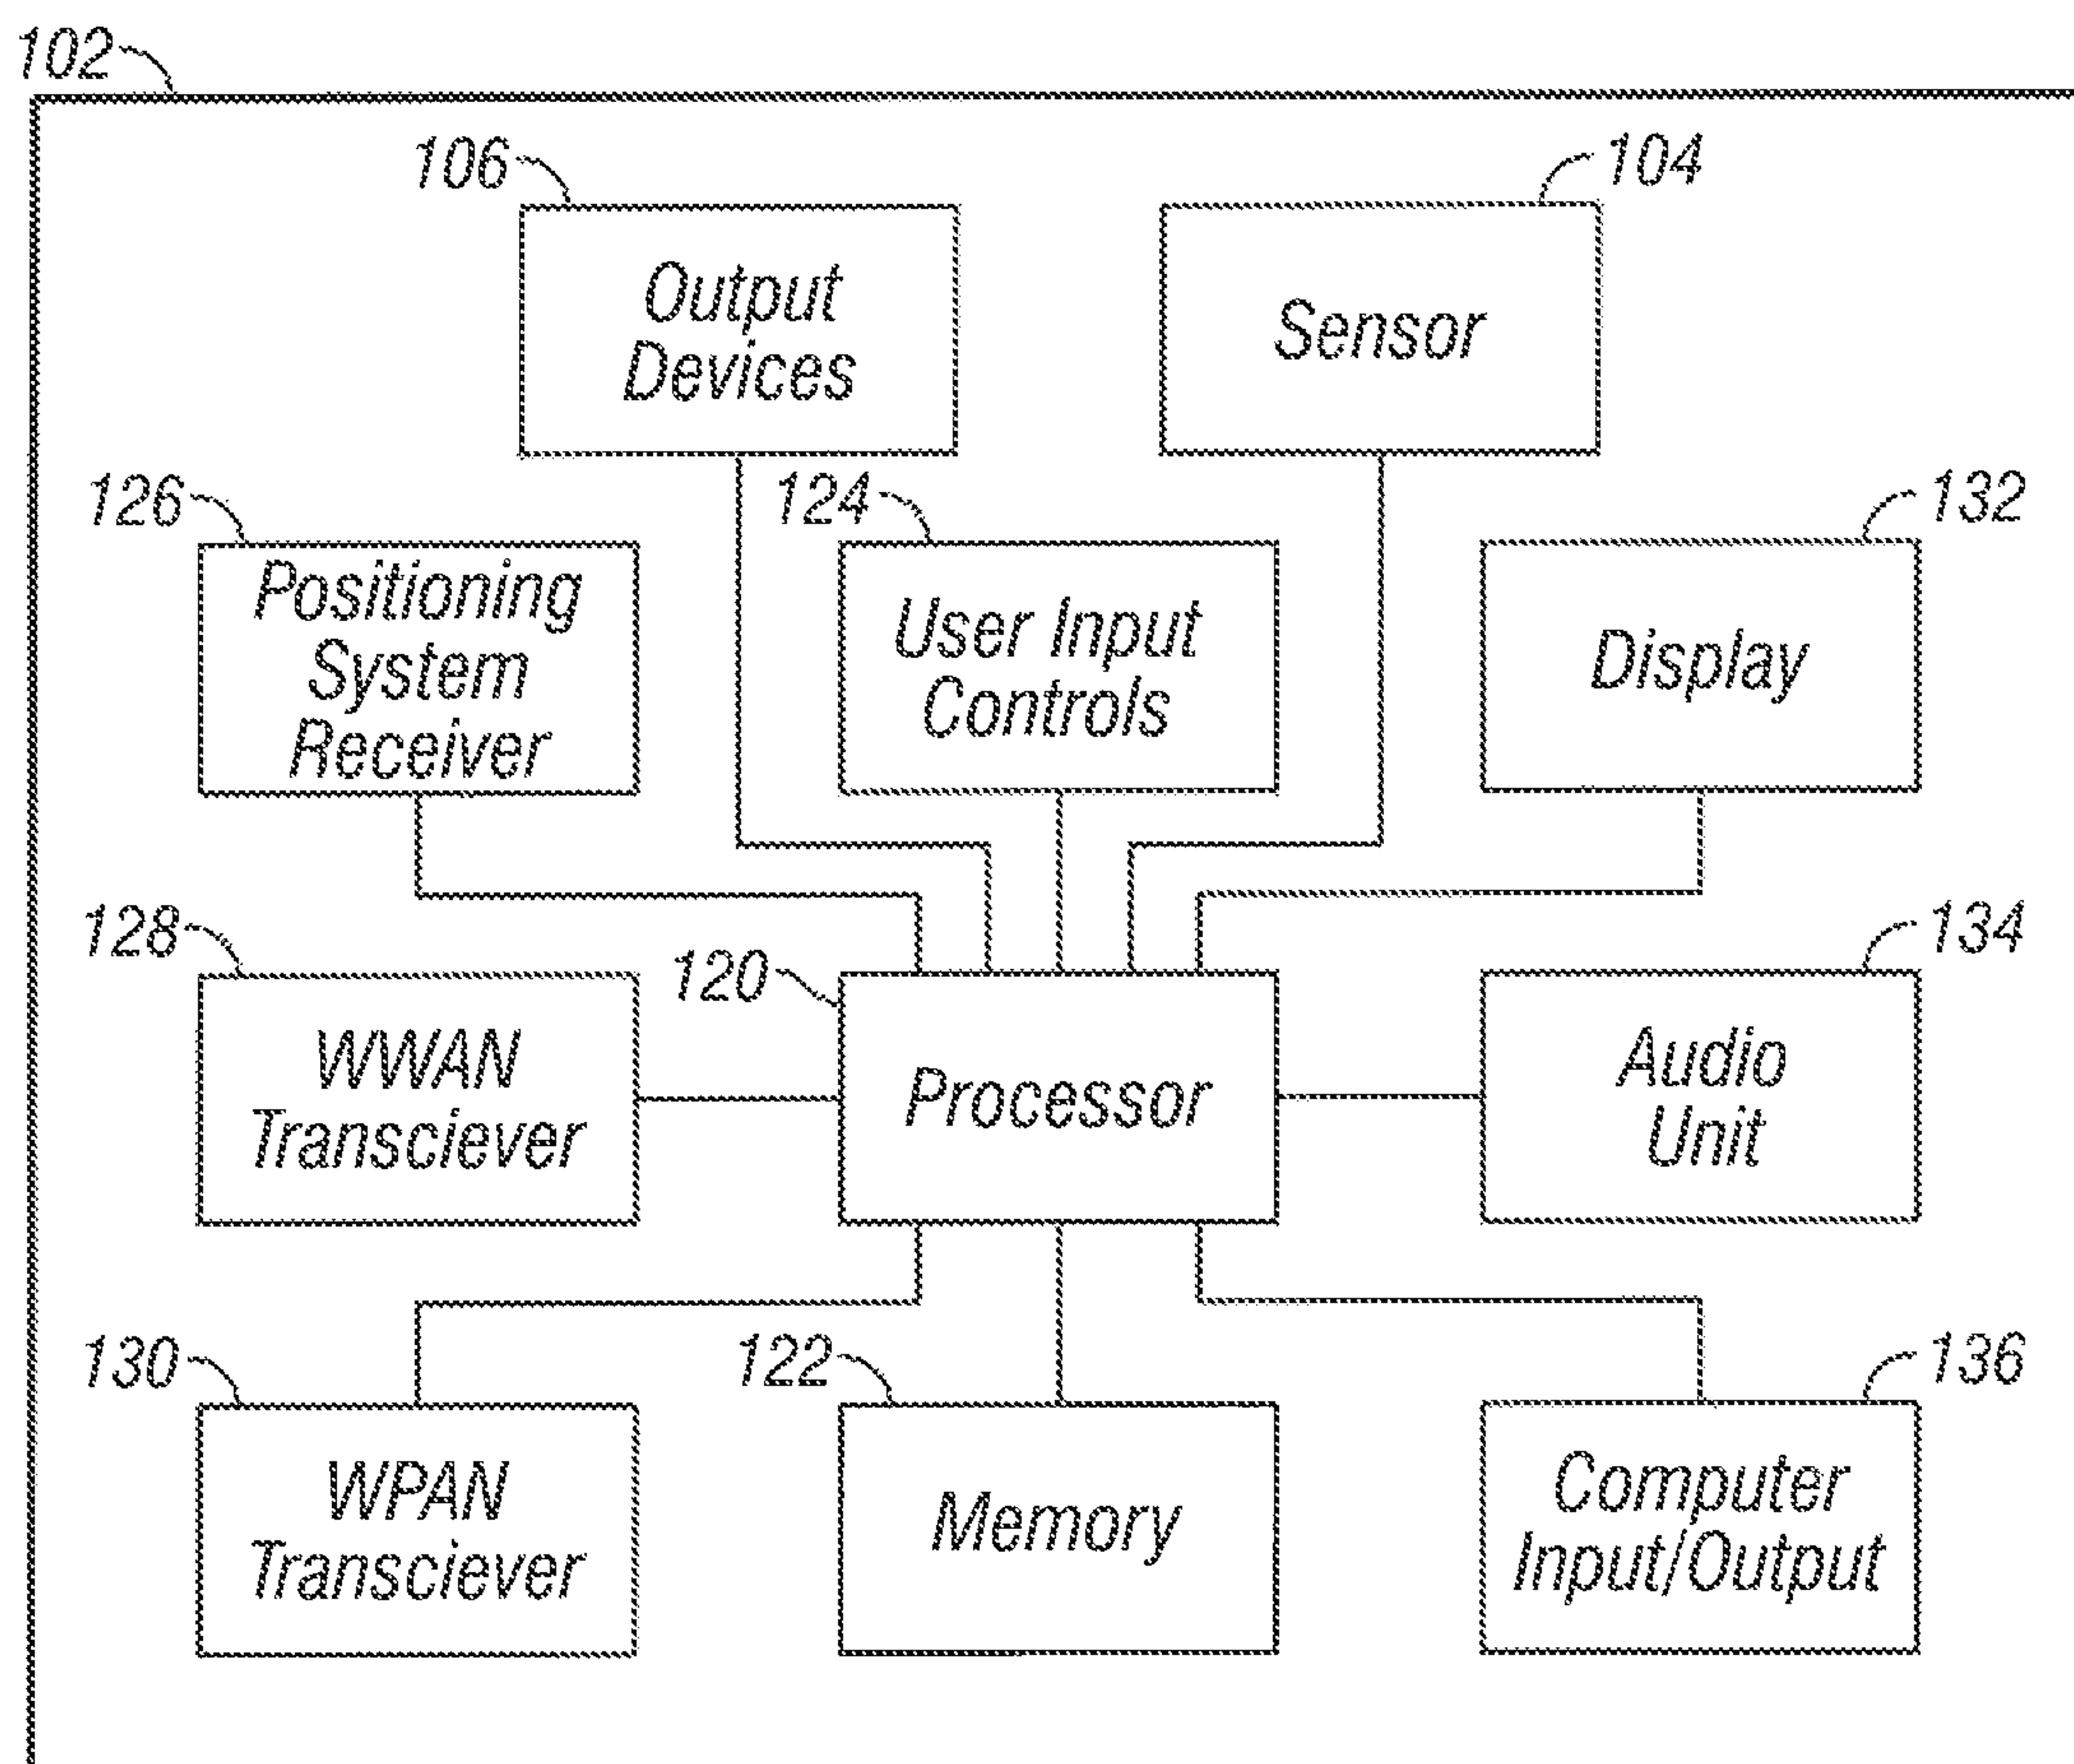 102
106
104
Output
Devices
Sensor
126
124
132
Positioning
System
Receiver
User Input
Controls
Display
128
120
134
WWAN
Transciever
Processor
Audio
Unit
130
122
136
WPAN
Transciever
Memory
Computer
Input/Output